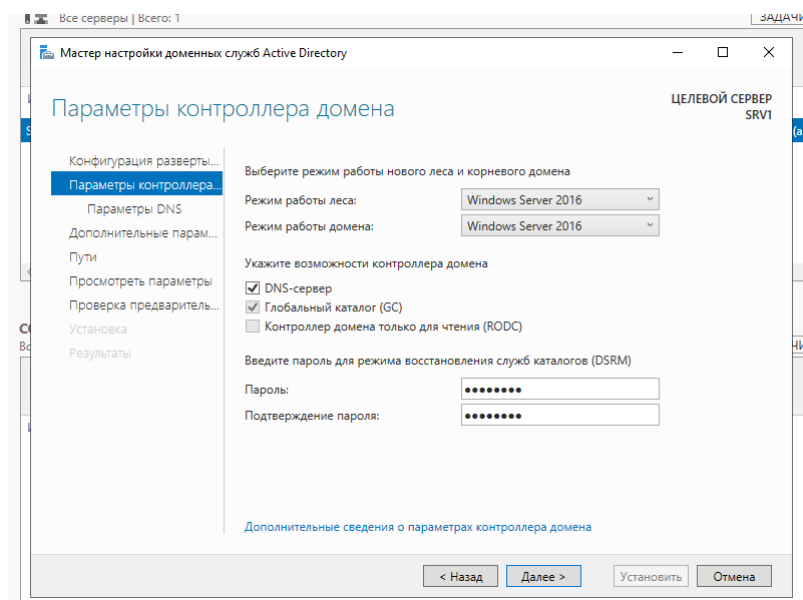 Все серверы | Всего: 1
ЗАДАЧИ
Мастер настройки доменных служб Active Directory
Параметры контроллера домена
ЦЕЛЕВОЙ СЕРВЕР
SRV1
Конфигурация разверты...
Параметры контроллера...
Параметры DNS
Дополнительные парам...
Пути
Просмотреть параметры
Проверка предваритель...
Установка
Результаты
Выберите режим работы нового леса и корневого домена
Режим работы леса: Windows Server 2016
Режим работы домена: Windows Server 2016
Укажите возможности контроллера домена
DNS-сервер
Глобальный каталог (GC)
Контроллер домена только для чтения (RODC)
Введите пароль для режима восстановления служб каталогов (DSRM)
Пароль: ●●●●●●●●
Подтверждение пароля: ●●●●●●●●
Дополнительные сведения о параметрах контроллера домена
< Назад Далее > Установить Отмена